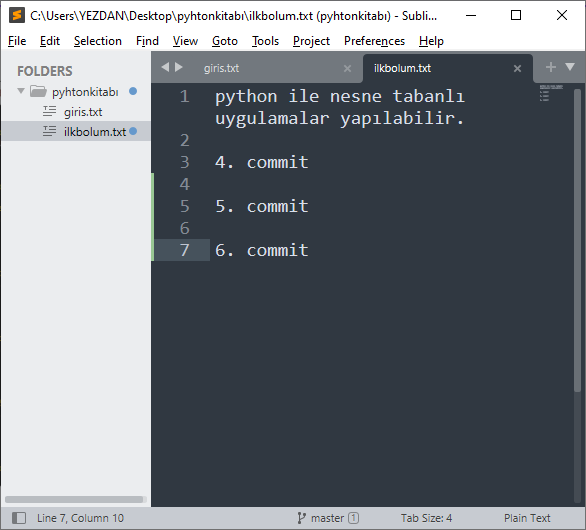 C:\Users\YEZDAN\Desktop\pyhtonkitabı\ilkbolum.txt (pyhtonkitabı) - Subli...
File Edit Selection Find View Goto Tools Project Preferences Help
FOLDERS
pyhtonkitabı
giris.txt
ilkbolum.txt
giris.txt
ilkbolum.txt
1 python ile nesne tabanlı
uygulamalar yapılabilir.
2
3 4. commit
4
5 5. commit
6
7 6. commit
Line 7, Column 10
master 1
Tab Size: 4
Plain Text